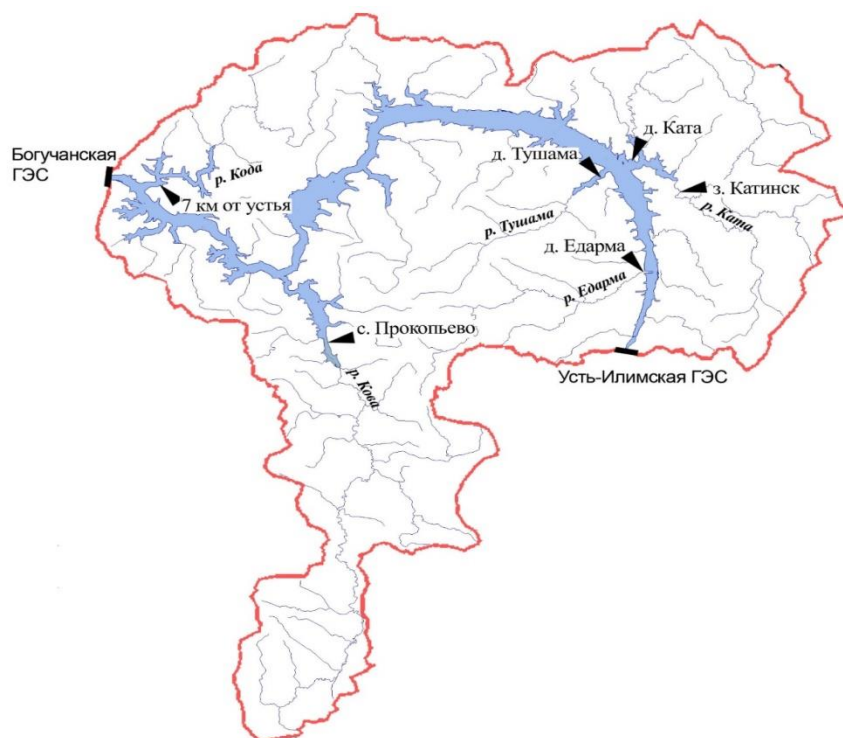 д. Ката
Богучанская
ГЭС
д. Тушама
р. Кода
з. Катинск
7 км от устья
р. Ката
р. Тушама
д. Едарма
р. Едарма
с. Прокопьево
Усть-Илимская ГЭС
р. Кова